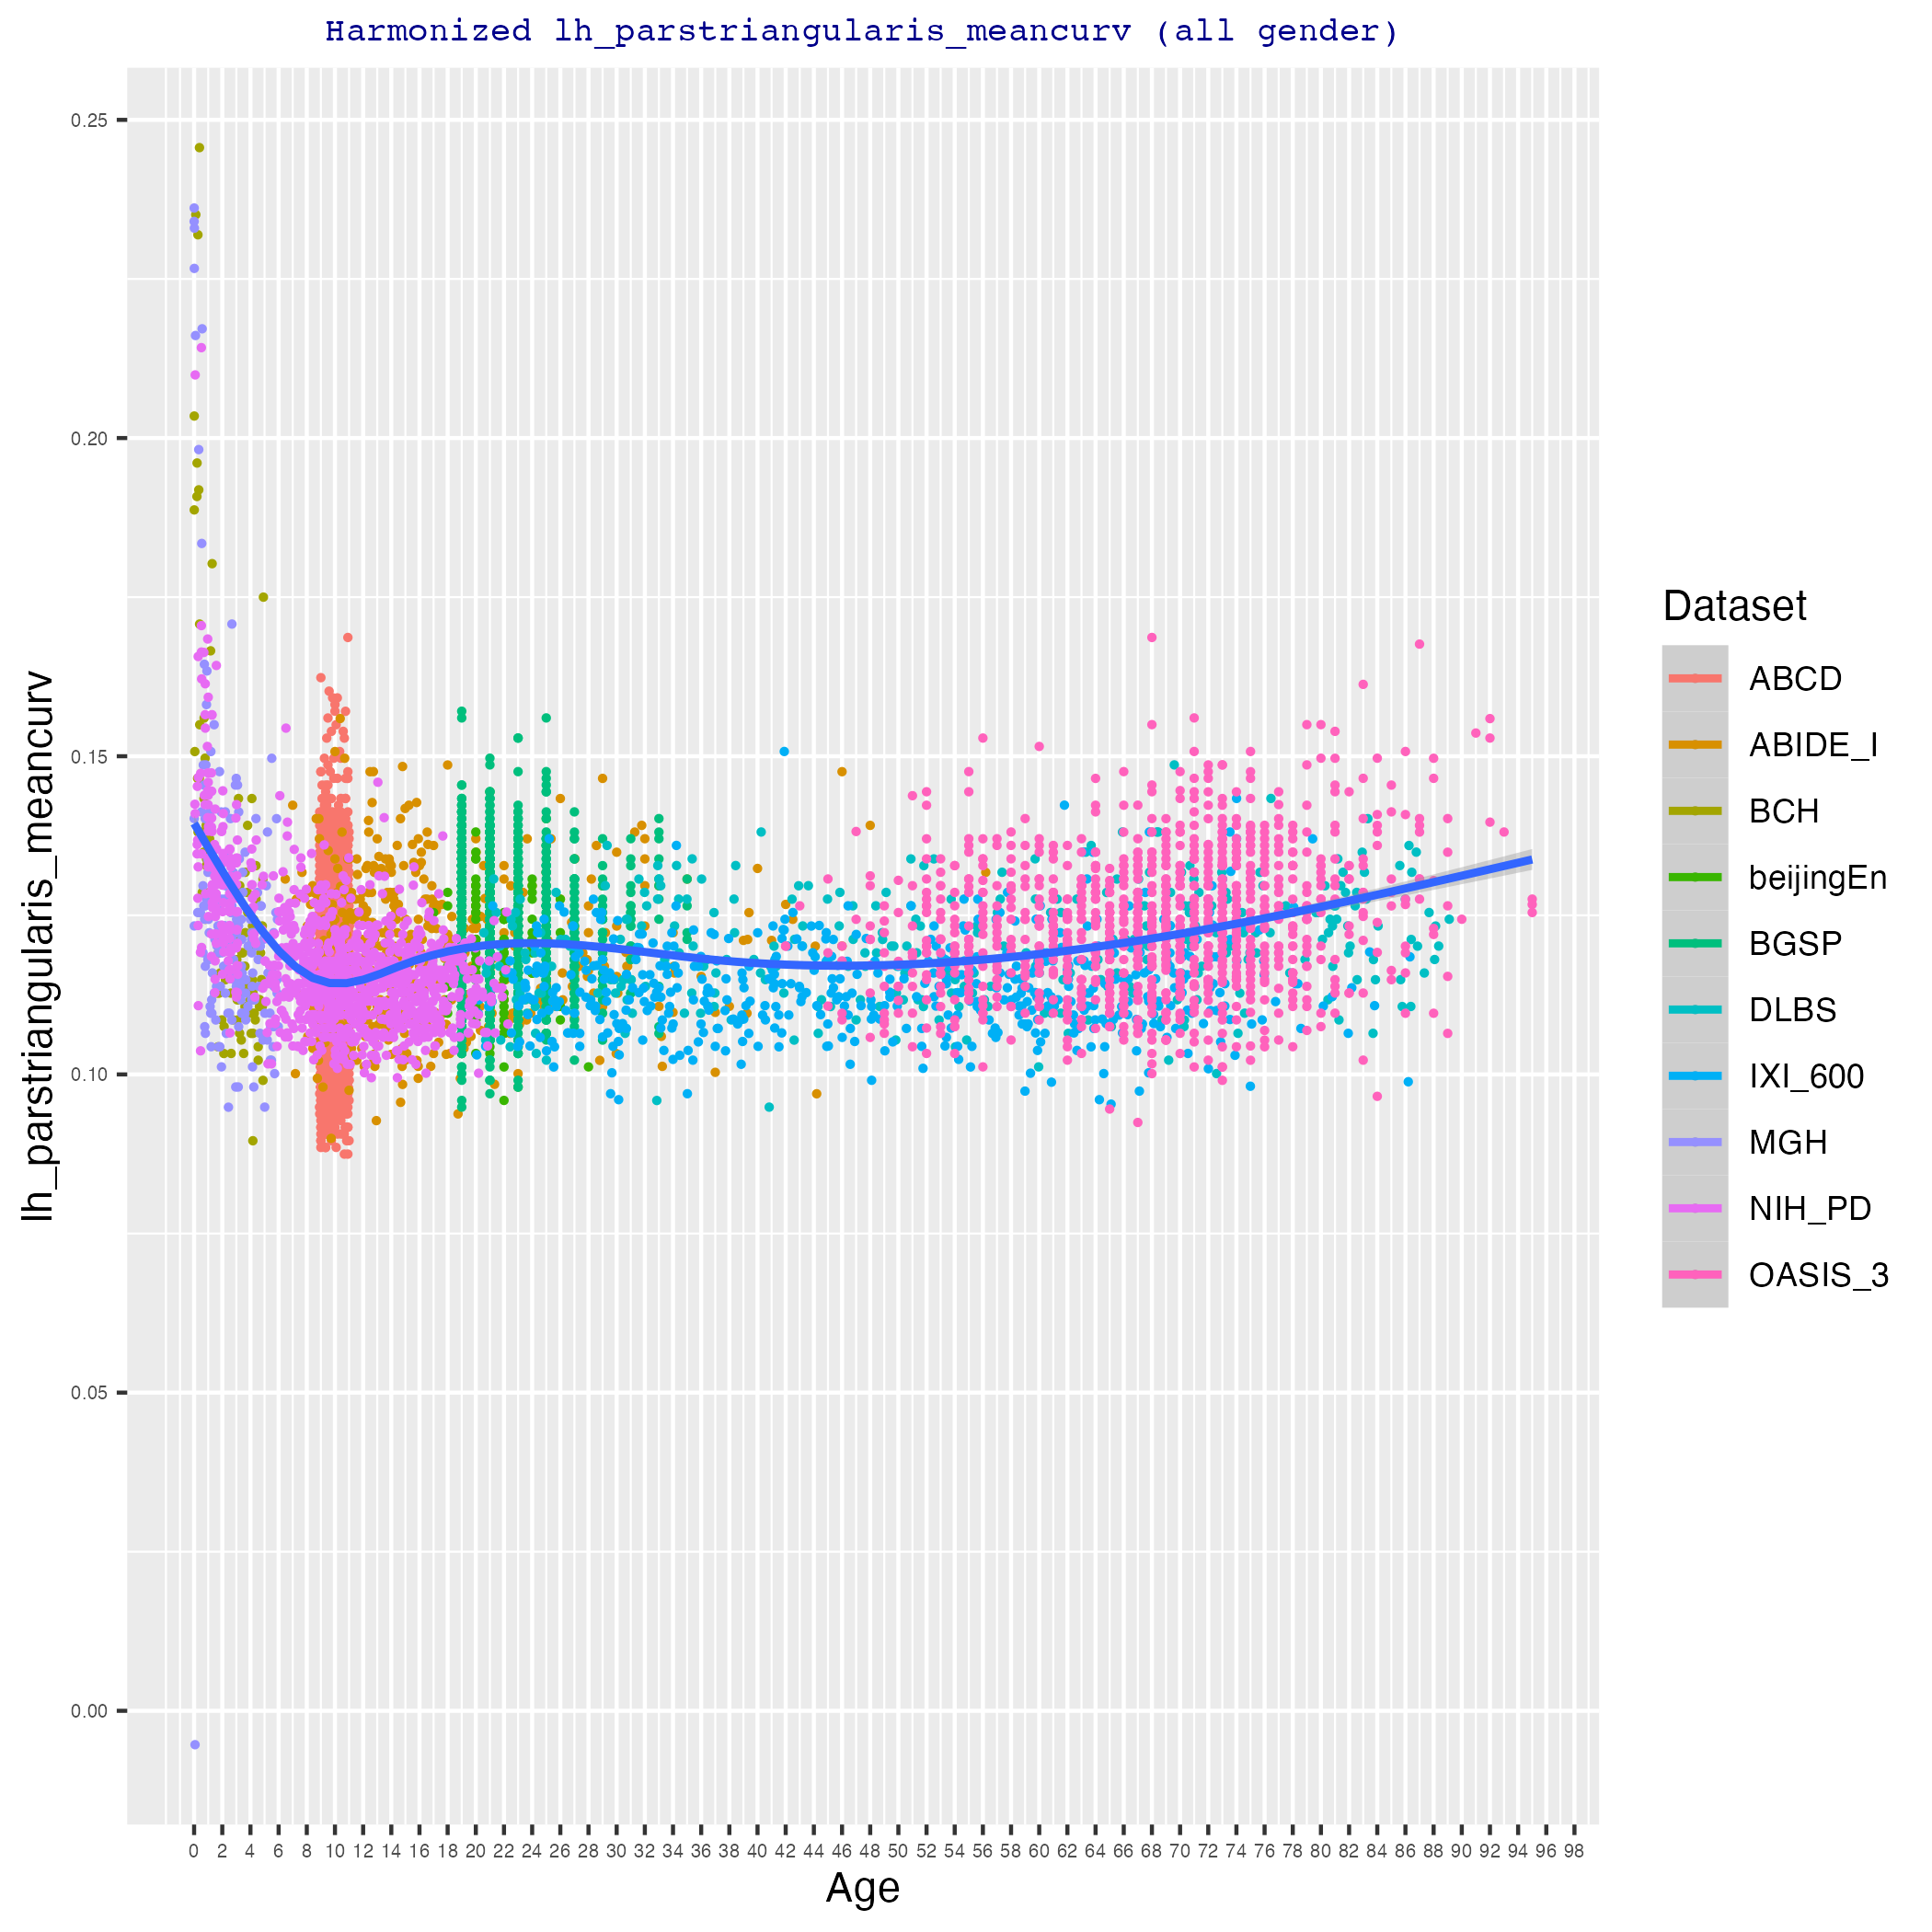 Harmonized lh_parstriangularis_meancurv (all gender)
0.25
0.20
0.15
0.10
0.05
0.00
lh_parstriangularis_meancurv
0 2 4 6 8 10 12 14 16 18 20 22 24 26 28 30 32 34 36 38 40 42 44 46 48 50 52 54 56 58 60 62 64 66 68 70 72 74 76 78 80 82 84 86 88 90 92 94 96 98
Age
Dataset
ABCD
ABIDE_I
BCH
beijingEn
BGSP
DLBS
IXI_600
MGH
NIH_PD
OASIS_3